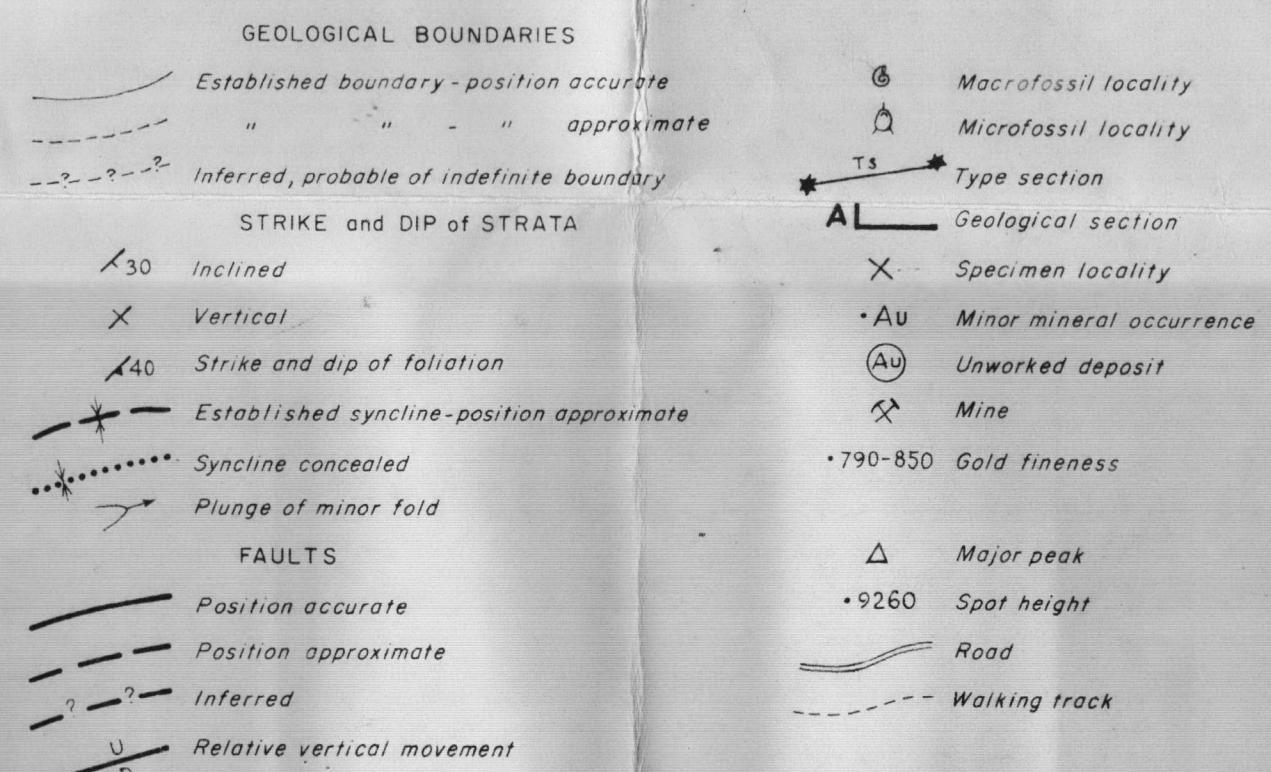 GEOLOGICAL BOUNDARIES
Established boundary - position accurate
" " - " approximate
? ? ? Inferred, probable of indefinite boundary
STRIKE and DIP of STRATA
30 Inclined
Vertical
40 Strike and dip of foliation
Established syncline - position approximate
Syncline concealed
Plunge of minor fold
FAULTS
Position accurate
Position approximate
? ? Inferred
U Relative vertical movement
Macrofossil locality
Microfossil locality
TS Type section
A Geological section
Specimen locality
•Au Minor mineral occurrence
Au Unworked deposit
Mine
•790-850 Gold fineness
Major peak
•9260 Spot height
Road
Walking track